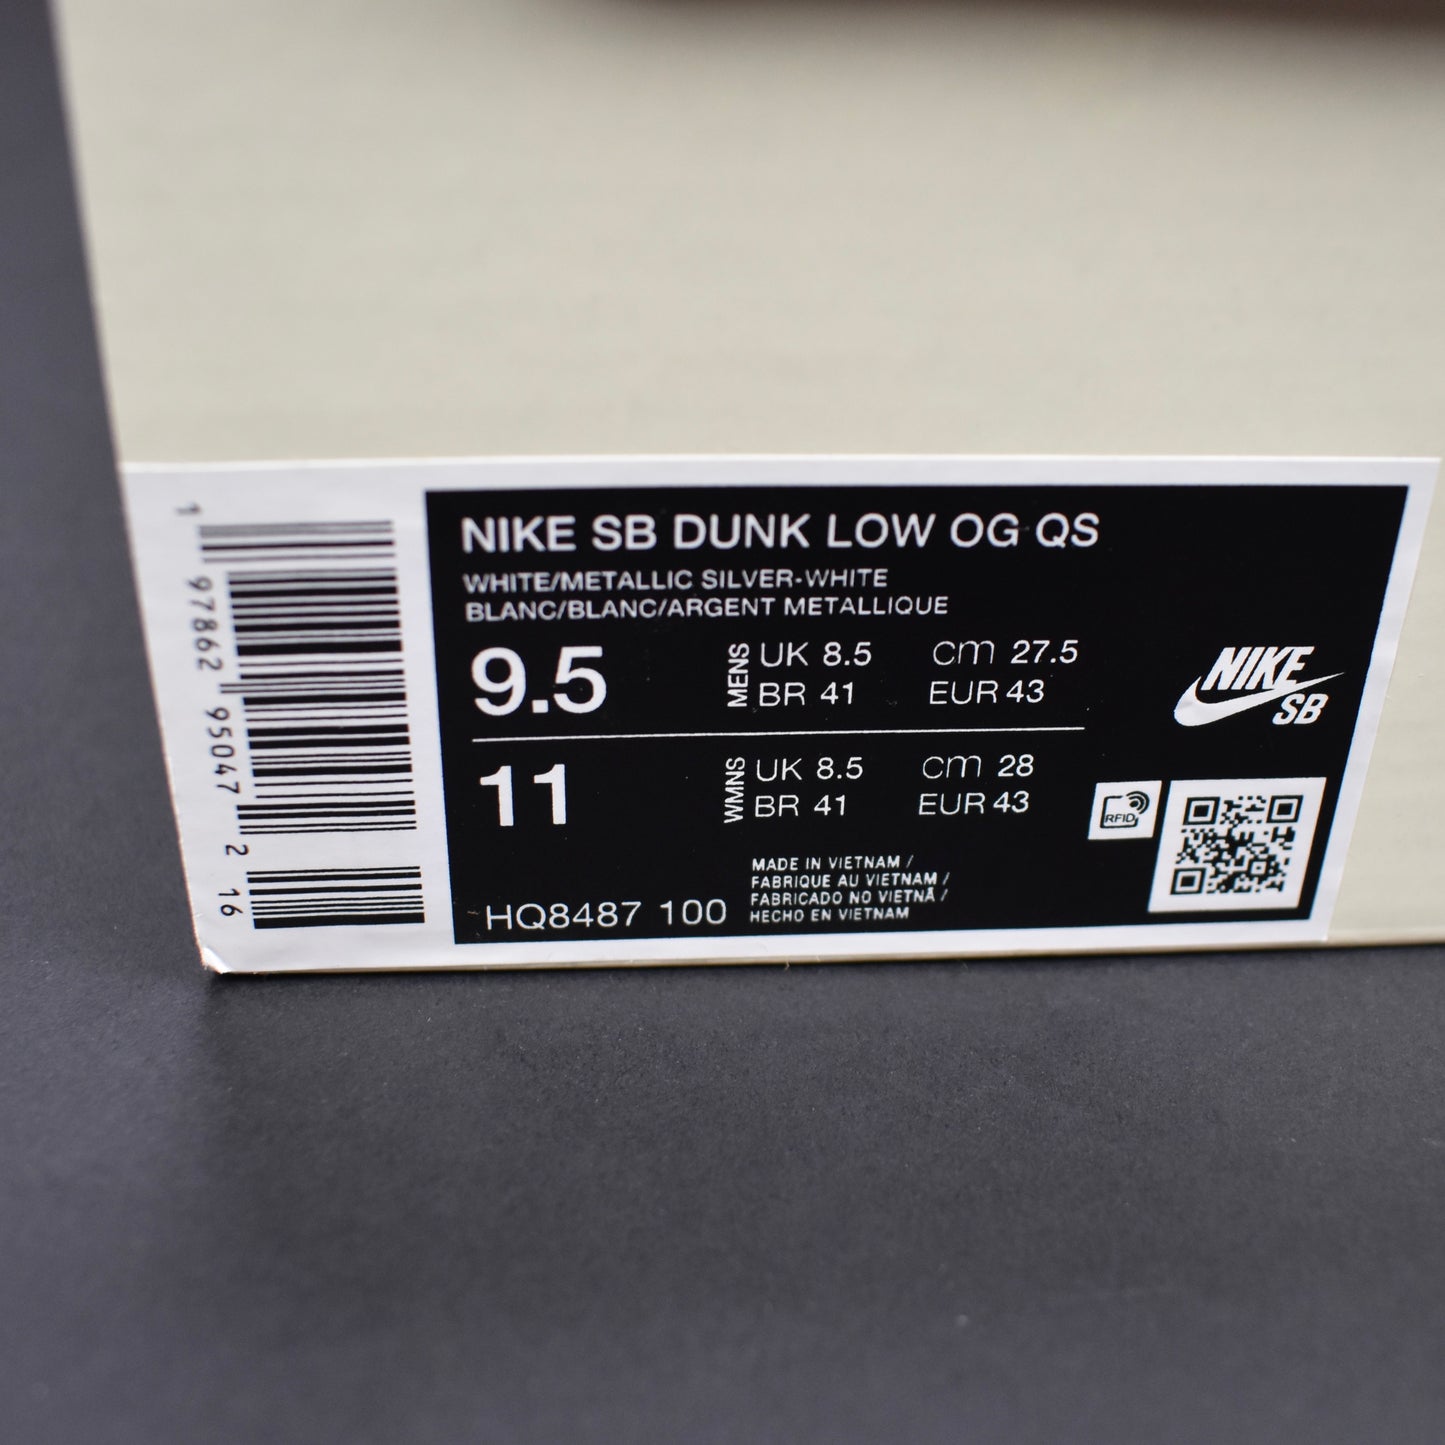 1 97862 95047 2 16
NIKE SB DUNK LOW OG QS
WHITE/METALLIC SILVER-WHITE
BLANC/BLANC/ARGENT METALLIQUE
9.5 MENS UK 8.5 cm 27.5
BR 41 EUR 43
11 WMNS UK 8.5 cm 28
BR 41 EUR 43
NIKE
SB
RFID
HQ8487 100
MADE IN VIETNAM /
FABRIQUE AU VIETNAM /
FABRICADO NO VIETNÃ /
HECHO EN VIETNAM